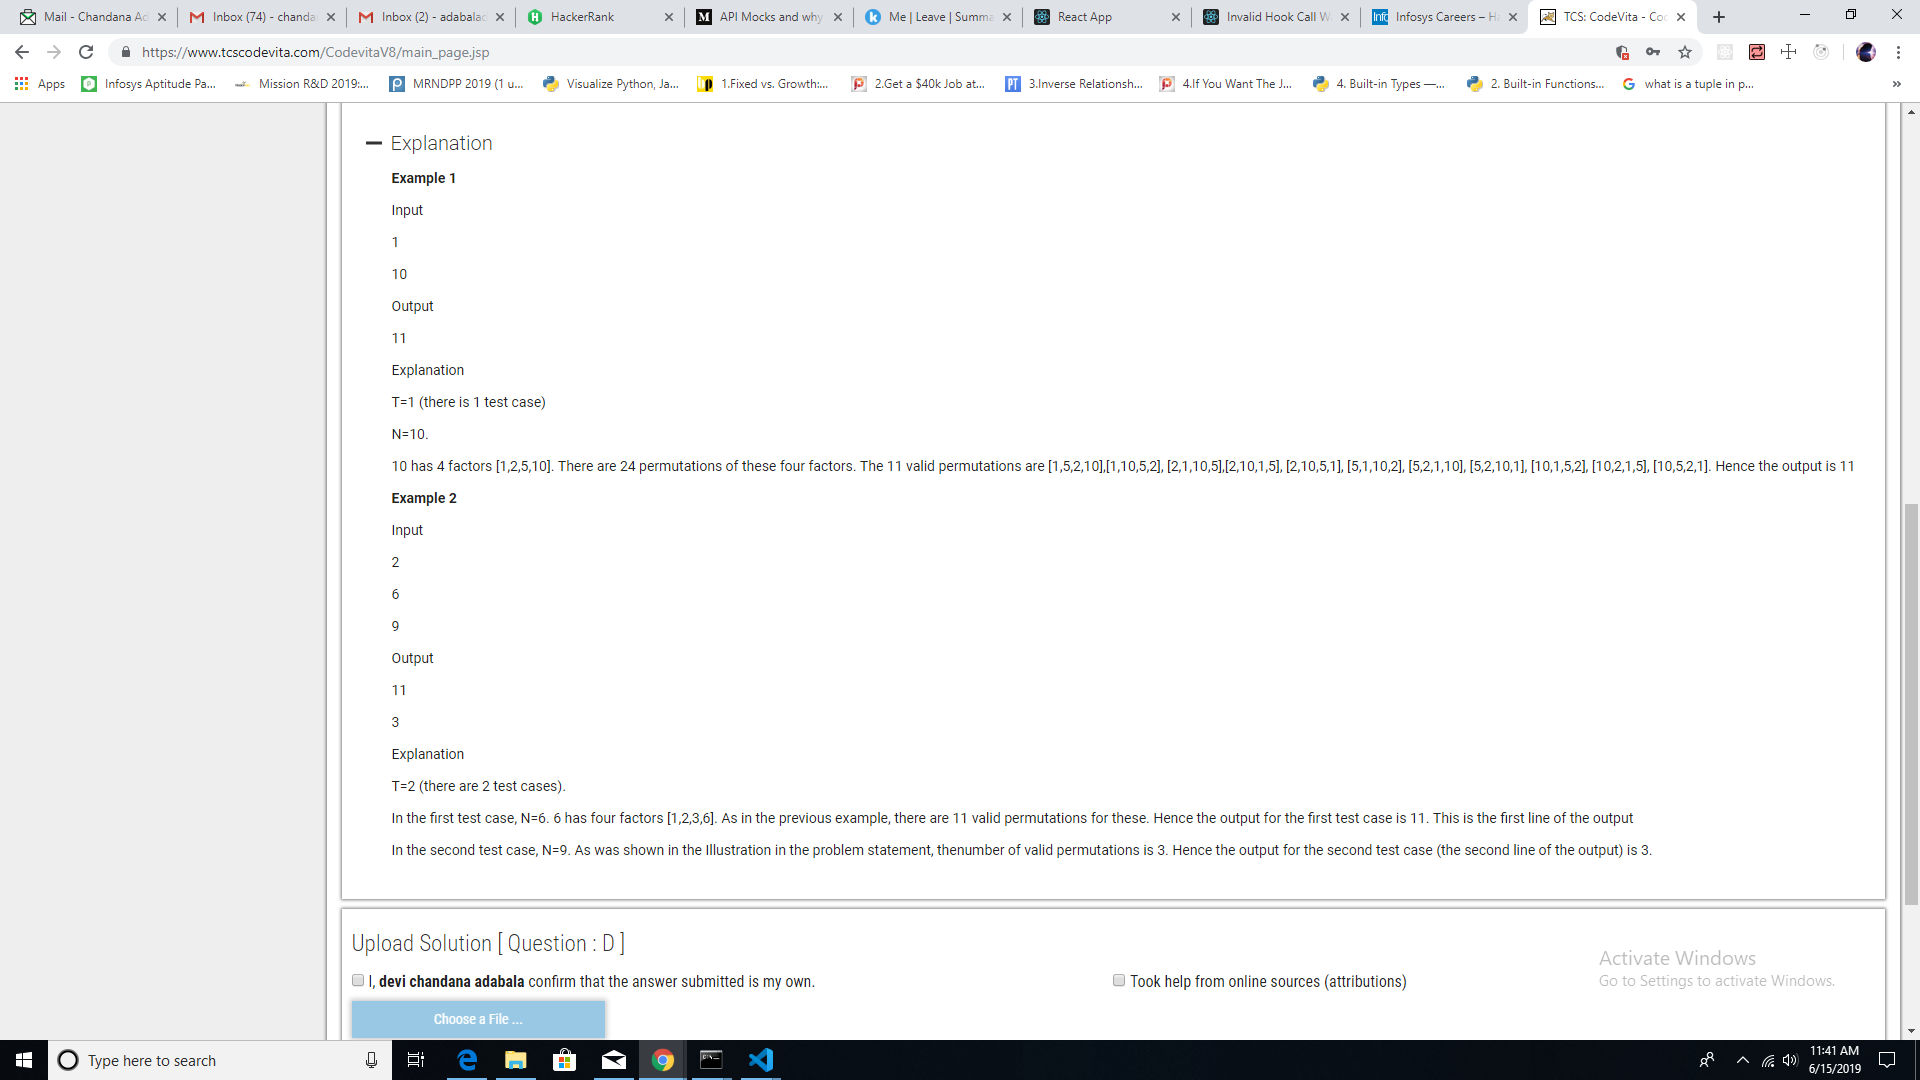 Mail - Chandana Ad
Inbox (74) - chanda
Inbox (2) - adabalac
HackerRank
API Mocks and why
Me | Leave | Summa
React App
Invalid Hook Call W
Infosys Careers – Ha
TCS: CodeVita - Co
https://www.tcscodevita.com/CodevitaV8/main_page.jsp
Apps
Infosys Aptitude Pa...
Mission R&D 2019:...
MRNDPP 2019 (1 u...
Visualize Python, Ja...
1.Fixed vs. Growth:...
2.Get a $40k Job at...
3.Inverse Relationsh...
4.If You Want The J...
4. Built-in Types —...
2. Built-in Functions...
what is a tuple in p...
»
Explanation
Example 1
Input
1
10
Output
11
Explanation
T=1 (there is 1 test case)
N=10.
10 has 4 factors [1,2,5,10]. There are 24 permutations of these four factors. The 11 valid permutations are [1,5,2,10],[1,10,5,2], [2,1,10,5],[2,10,1,5], [2,10,5,1], [5,1,10,2], [5,2,1,10], [5,2,10,1], [10,1,5,2], [10,2,1,5], [10,5,2,1]. Hence the output is 11
Example 2
Input
2
6
9
Output
11
3
Explanation
T=2 (there are 2 test cases).
In the first test case, N=6. 6 has four factors [1,2,3,6]. As in the previous example, there are 11 valid permutations for these. Hence the output for the first test case is 11. This is the first line of the output
In the second test case, N=9. As was shown in the Illustration in the problem statement, thenumber of valid permutations is 3. Hence the output for the second test case (the second line of the output) is 3.
Upload Solution [ Question : D ]
I, devi chandana adabala confirm that the answer submitted is my own.
Took help from online sources (attributions)
Choose a File ...
Activate Windows
Go to Settings to activate Windows.
Type here to search
11:41 AM
6/15/2019